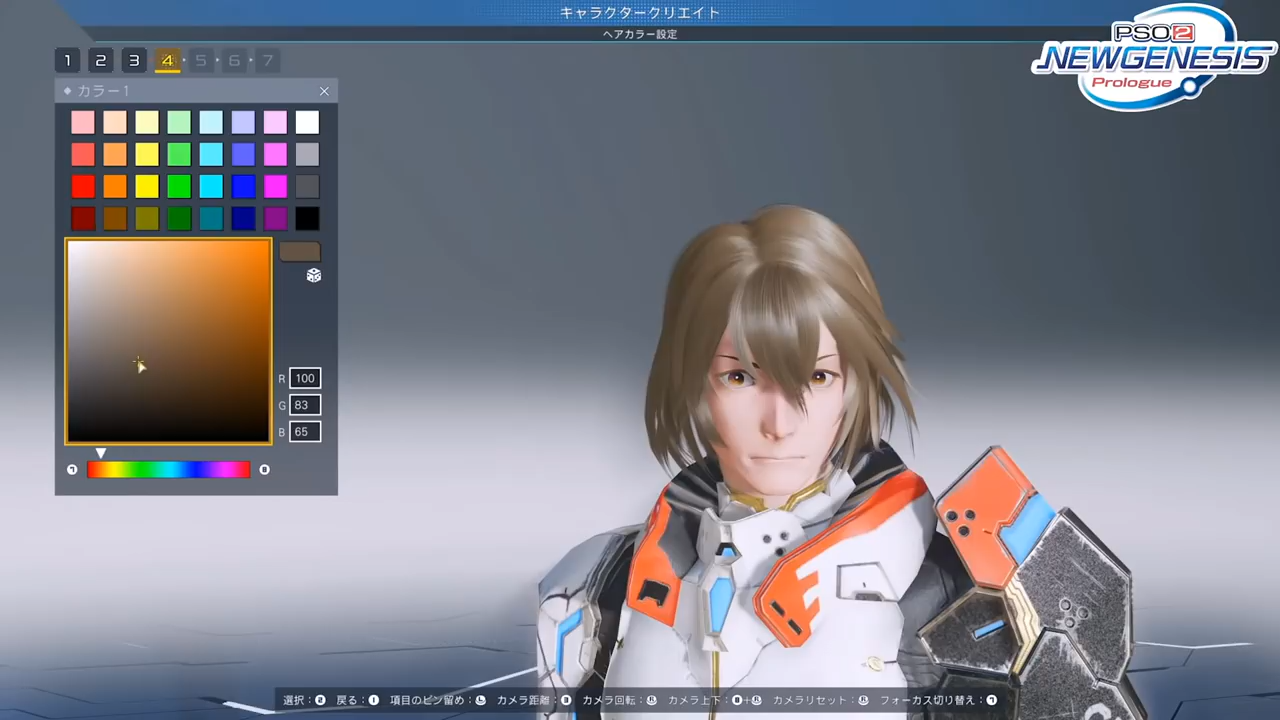 キャラクタークリエイト
ヘアカラー設定
PSO2
NEWGENESIS
Prologue
1 2 3 4 5 6 7
カラー1
R 100
G 83
B 65
選択： 戻る： 項目のピン留め： カメラ距離： カメラ回転： カメラ上下： + カメラリセット： フォーカス切り替え：